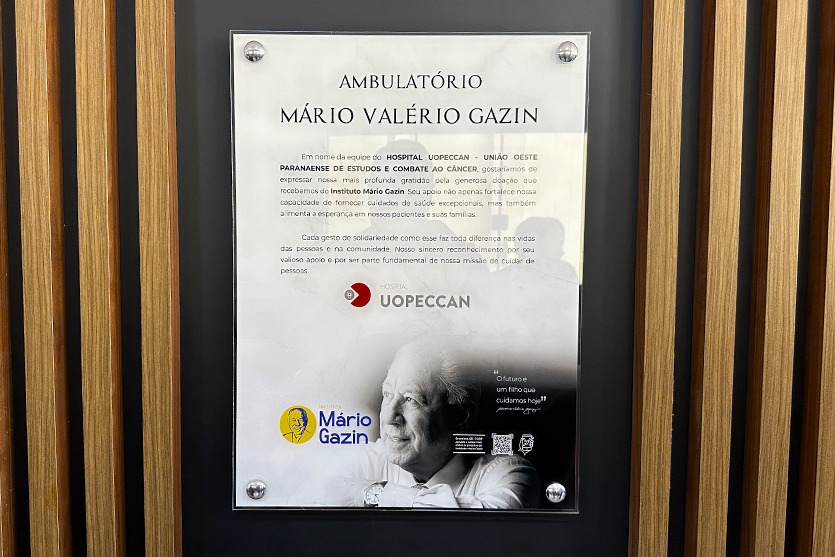 AMBULATÓRIO
MÁRIO VALÉRIO GAZIN
Em nome da equipe do HOSPITAL UOPECCAN - UNIÃO OESTE
PARANAENSE DE ESTUDOS E COMBATE AO CÂNCER, gostaríamos de
expressar nossa mais profunda gratidão pela generosa doação que
recebemos do Instituto Mário Gazin. Seu apoio não apenas fortalece nossa
capacidade de fornecer cuidados de saúde excepcionais, mas também
alimenta a esperança em nossos pacientes e suas famílias.
Cada gesto de solidariedade como esse faz toda diferença nas vidas
das pessoas e na comunidade. Nosso sincero reconhecimento por seu
valioso apoio e por ser parte fundamental de nossa missão de cuidar de
pessoas.
HOSPITAL
UOPECCAN
"O futuro é
um filho que
cuidamos hoje"
INSTITUTO
Mário
Gazin